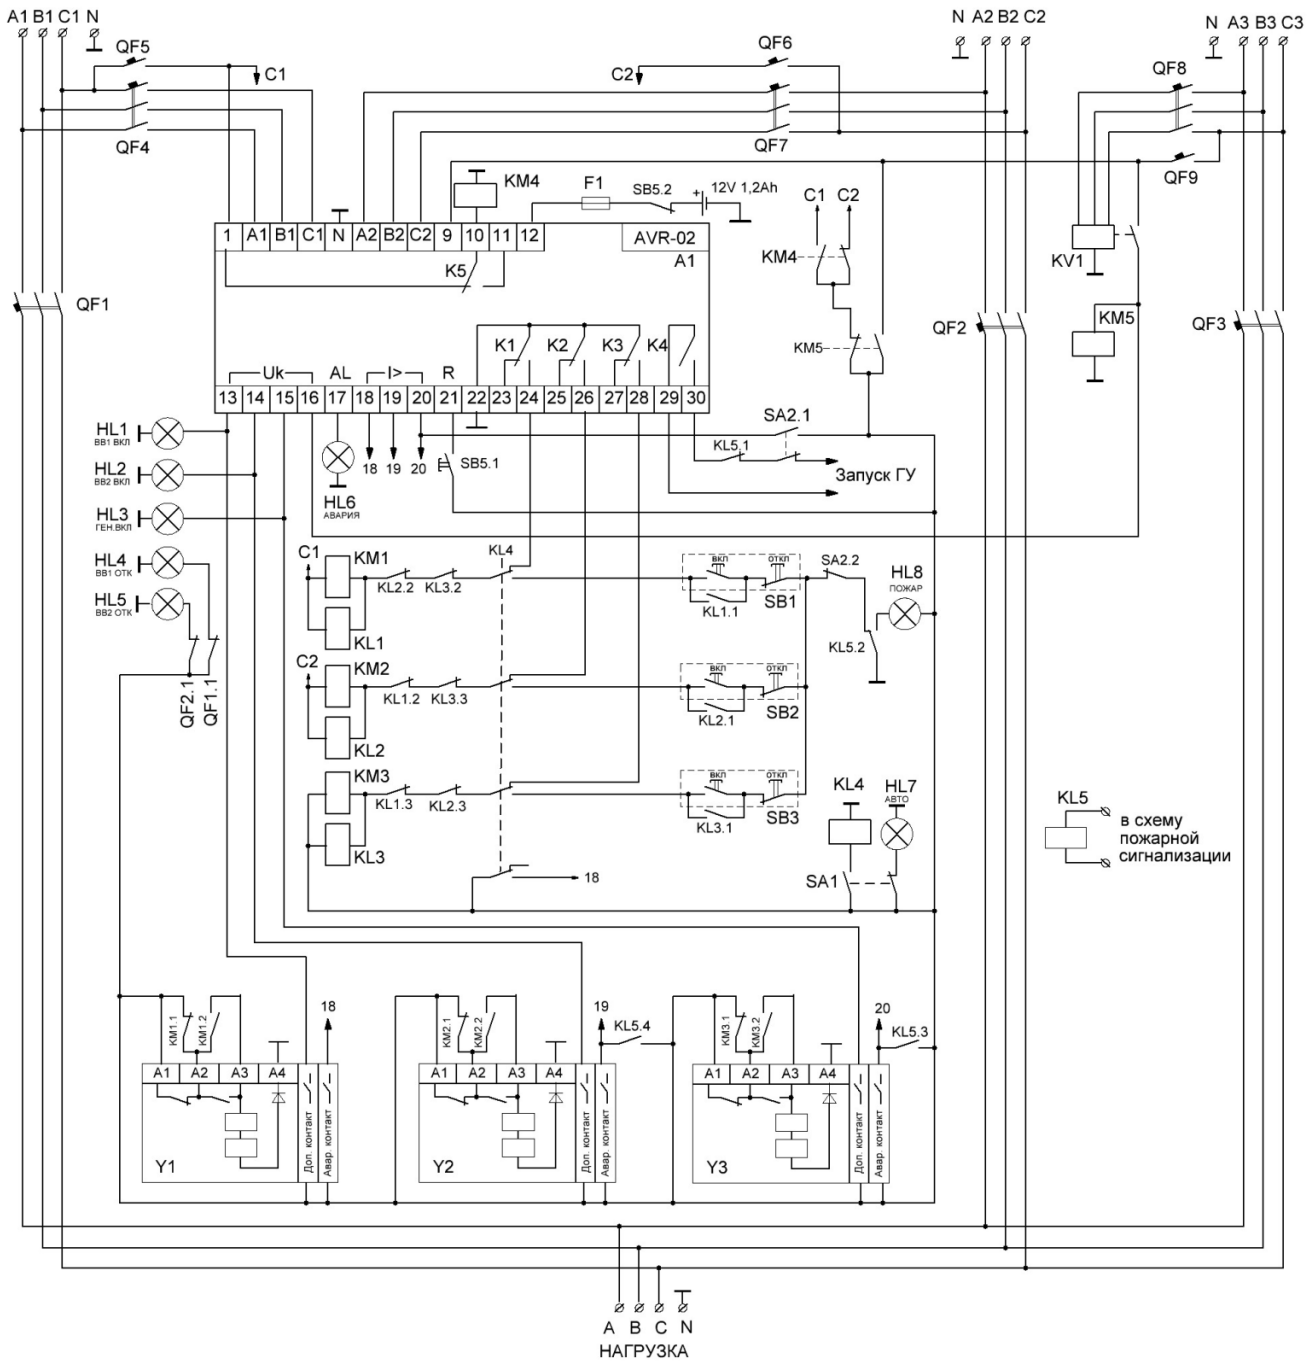 A1 B1 C1 N
N A2 B2 C2
N A3 B3 C3
QF5
C1
QF4
QF6
C2
QF7
QF8
QF9
KM4
F1
SB5.2
+ 12V 1,2Ah
C1 C2
1 A1 B1 C1 N A2 B2 C2 9 10 11 12
AVR-02
A1
K5
KM4
KV1
QF1
QF2
KM5
KM5
QF3
K1 K2 K3 K4
Uk AL I> R
13 14 15 16 17 18 19 20 21 22 23 24 25 26 27 28 29 30
HL1
ВВ1 ВКЛ
HL2
ВВ2 ВКЛ
HL3
ГЕН.ВКЛ
HL4
ВВ1 ОТК
HL5
ВВ2 ОТК
HL6
АВАРИЯ
18 19 20
SB5.1
SA2.1
KL5.1
Запуск ГУ
QF2.1
QF1.1
C1
KM1
KL2.2
KL3.2
KL4
KL1
вкл
откл
KL1.1
SB1
SA2.2
HL8
ПОЖАР
KL5.2
C2
KM2
KL1.2
KL3.3
KL2
вкл
откл
KL2.1
SB2
KM3
KL1.3
KL2.3
KL3
вкл
откл
KL3.1
SB3
18
KL4
HL7
АВТО
SA1
KL5
в схему
пожарной
сигнализации
KM1.1
KM1.2
18
A1 A2 A3 A4
Y1
Доп. контакт
Авар. контакт
KM2.1
KM2.2
19
KL5.4
A1 A2 A3 A4
Y2
Доп. контакт
Авар. контакт
KM3.1
KM3.2
20
KL5.3
A1 A2 A3 A4
Y3
Доп. контакт
Авар. контакт
A B C N
НАГРУЗКА